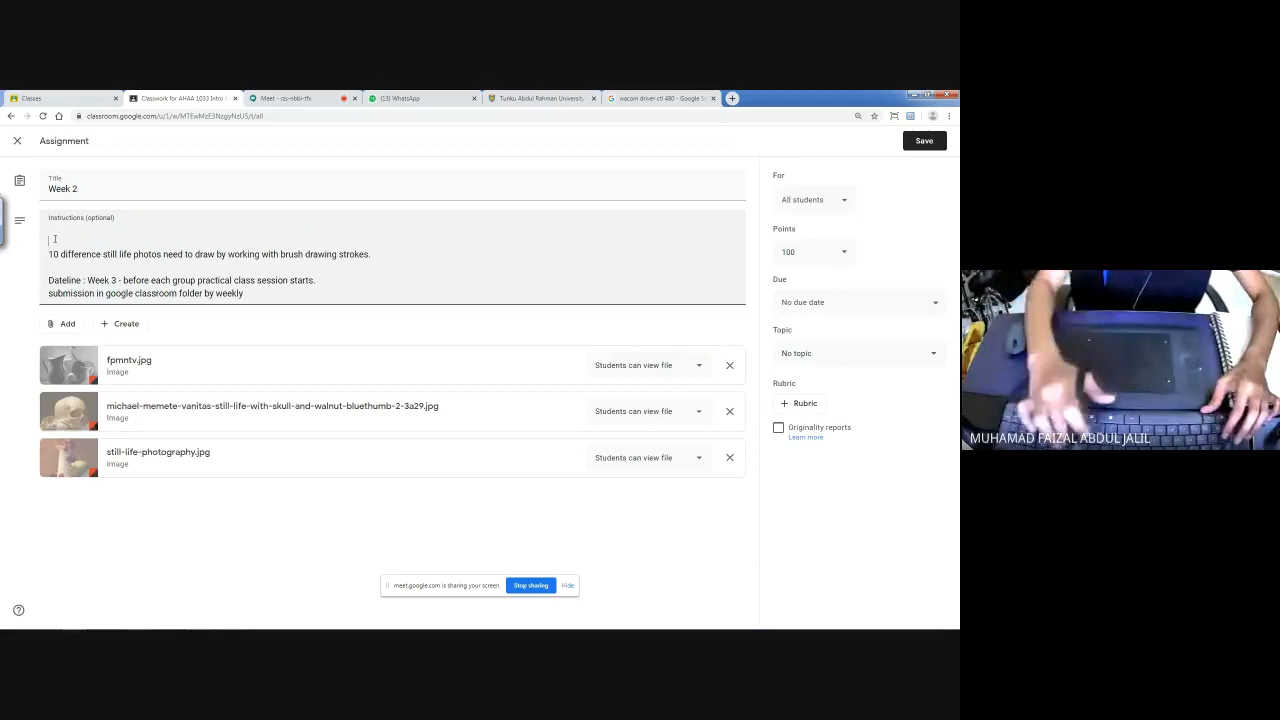 Classes
Classwork for AHAA 1033 Intro
Meet - rzs-nbbi-tfx
(13) WhatsApp
Tunku Abdul Rahman University
wacom driver ctl 480 - Google S
classroom.google.com/u/1/w/MTEwMzE3NzgyNzU5/t/all
Assignment
Save
Title
Week 2
Instructions (optional)
10 difference still life photos need to draw by working with brush drawing strokes.
Dateline : Week 3 - before each group practical class session starts.
submission in google classroom folder by weekly
Add
Create
fpmntv.jpg
Image
Students can view file
michael-memete-vanitas-still-life-with-skull-and-walnut-bluethumb-2-3a29.jpg
Image
Students can view file
still-life-photography.jpg
Image
Students can view file
For
All students
Points
100
Due
No due date
Topic
No topic
Rubric
Rubric
Originality reports
Learn more
meet.google.com is sharing your screen.
Stop sharing
Hide
MUHAMAD FAIZAL ABDUL JALIL